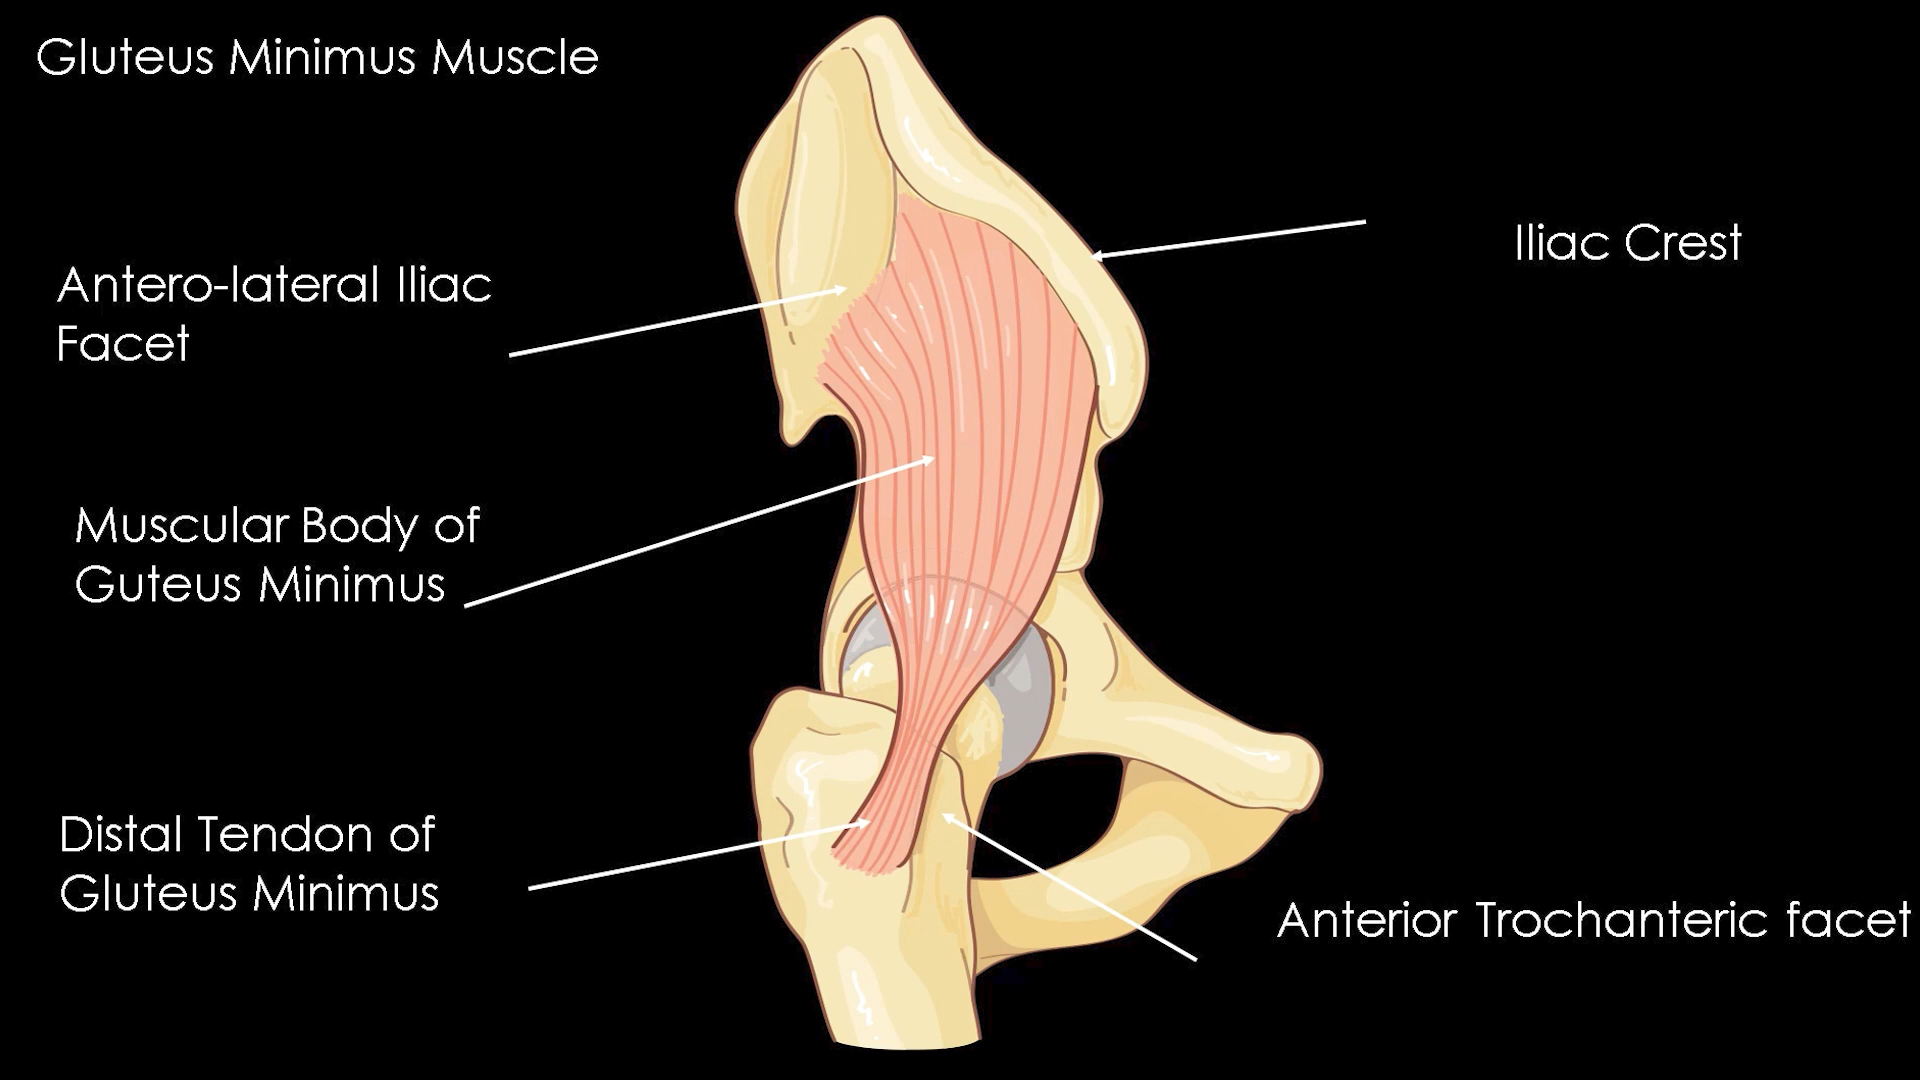 Gluteus Minimus Muscle
Antero-lateral Iliac
Facet
Iliac Crest
Muscular Body of
Guteus Minimus
Distal Tendon of
Gluteus Minimus
Anterior Trochanteric facet